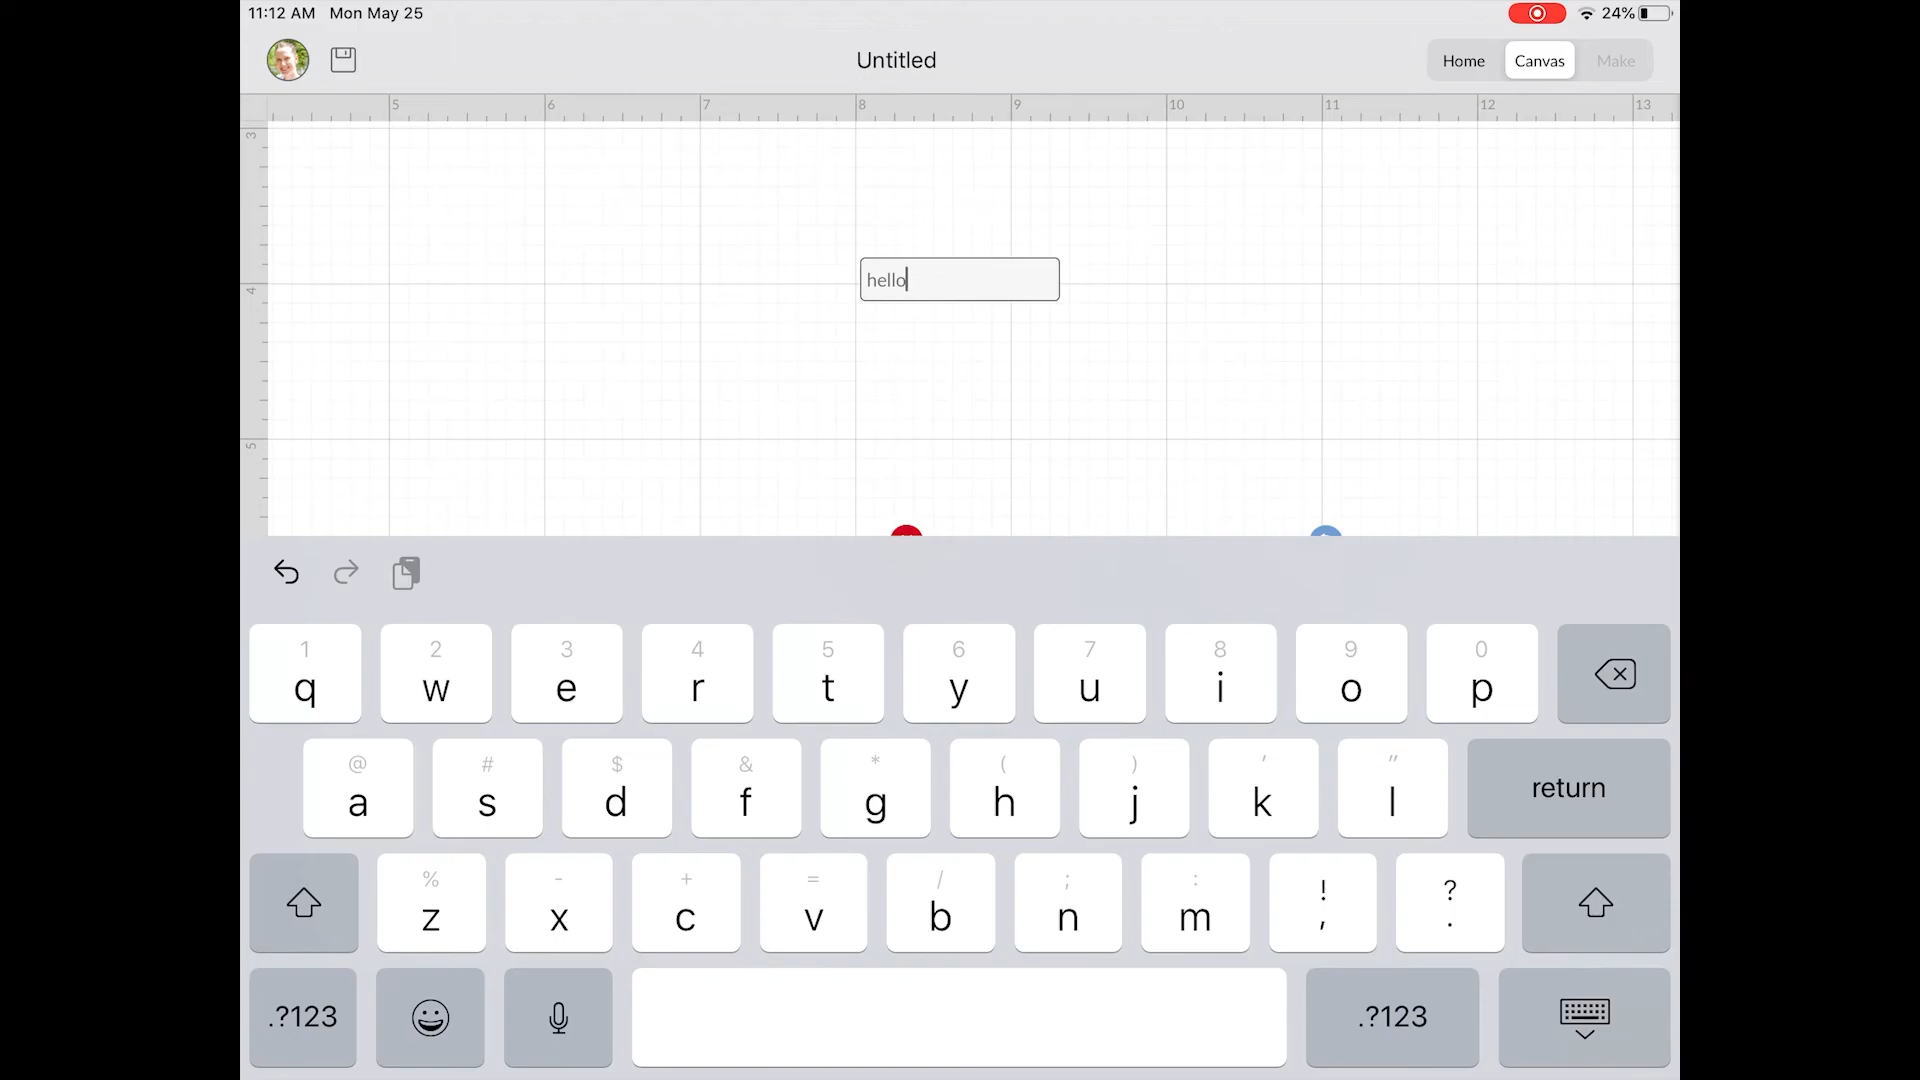 11:12 AM Mon May 25
24%
Untitled
Home Canvas Make
5 6 7 8 9 10 11 12 13
3
4
5
hello
1 2 3 4 5 6 7 8 9 0
q w e r t y u i o p
@ # $ & * ( ) ' "
a s d f g h j k l return
% - + = / ; : ! ?
z x c v b n m , .
.?123 .?123